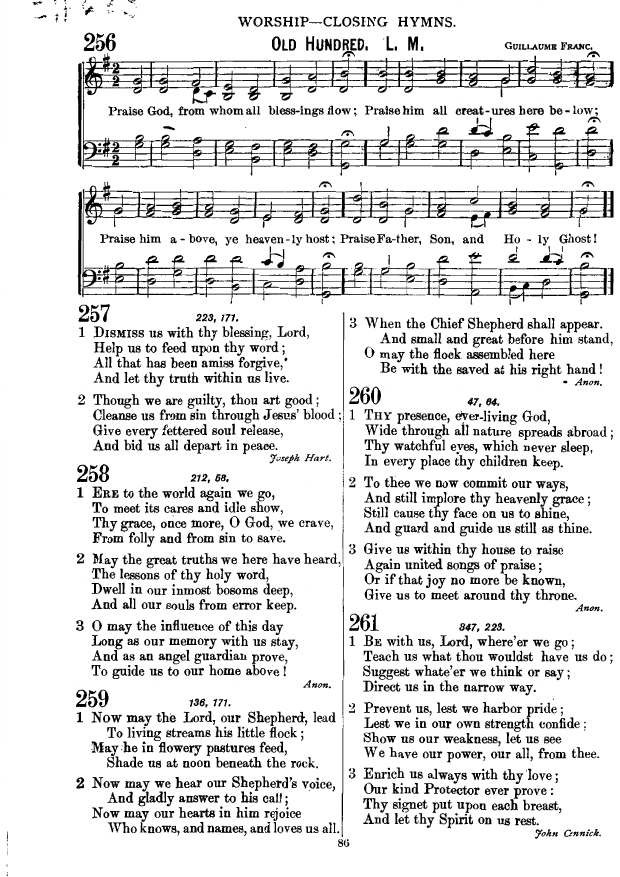 WORSHIP—CLOSING HYMNS.
256
OLD HUNDRED. L. M.
GUILLAUME FRANC.
Praise God, from whom all bless-ings flow; Praise him all creat-ures here be-low;
Praise him a-bove, ye heaven-ly host; Praise Fa-ther, Son, and Ho-ly Ghost!
257
223, 171.
1 DISMISS us with thy blessing, Lord,
Help us to feed upon thy word;
All that has been amiss forgive,
And let thy truth within us live.
2 Though we are guilty, thou art good;
Cleanse us from sin through Jesus' blood;
Give every fettered soul release,
And bid us all depart in peace.
Joseph Hart.
258
212, 58.
1 ERE to the world again we go,
To meet its cares and idle show,
Thy grace, once more, O God, we crave,
From folly and from sin to save.
2 May the great truths we here have heard,
The lessons of thy holy word,
Dwell in our inmost bosoms deep,
And all our souls from error keep.
3 O may the influence of this day
Long as our memory with us stay,
And as an angel guardian prove,
To guide us to our home above!
Anon.
259
136, 171.
1 Now may the Lord, our Shepherd, lead
To living streams his little flock;
May he in flowery pastures feed,
Shade us at noon beneath the rock.
2 Now may we hear our Shepherd's voice,
And gladly answer to his call;
Now may our hearts in him rejoice
Who knows, and names, and loves us all.
3 When the Chief Shepherd shall appear.
And small and great before him stand,
O may the flock assembled here
Be with the saved at his right hand!
Anon.
260
47, 64.
1 THY presence, ever-living God,
Wide through all nature spreads abroad;
Thy watchful eyes, which never sleep,
In every place thy children keep.
2 To thee we now commit our ways,
And still implore thy heavenly grace;
Still cause thy face on us to shine,
And guard and guide us still as thine.
3 Give us within thy house to raise
Again united songs of praise;
Or if that joy no more be known,
Give us to meet around thy throne.
Anon.
261
847, 223.
1 BE with us, Lord, where'er we go;
Teach us what thou wouldst have us do;
Suggest whate'er we think or say;
Direct us in the narrow way.
2 Prevent us, lest we harbor pride;
Lest we in our own strength confide;
Show us our weakness, let us see
We have our power, our all, from thee.
3 Enrich us always with thy love;
Our kind Protector ever prove:
Thy signet put upon each breast,
And let thy Spirit on us rest.
John Cennick.
86